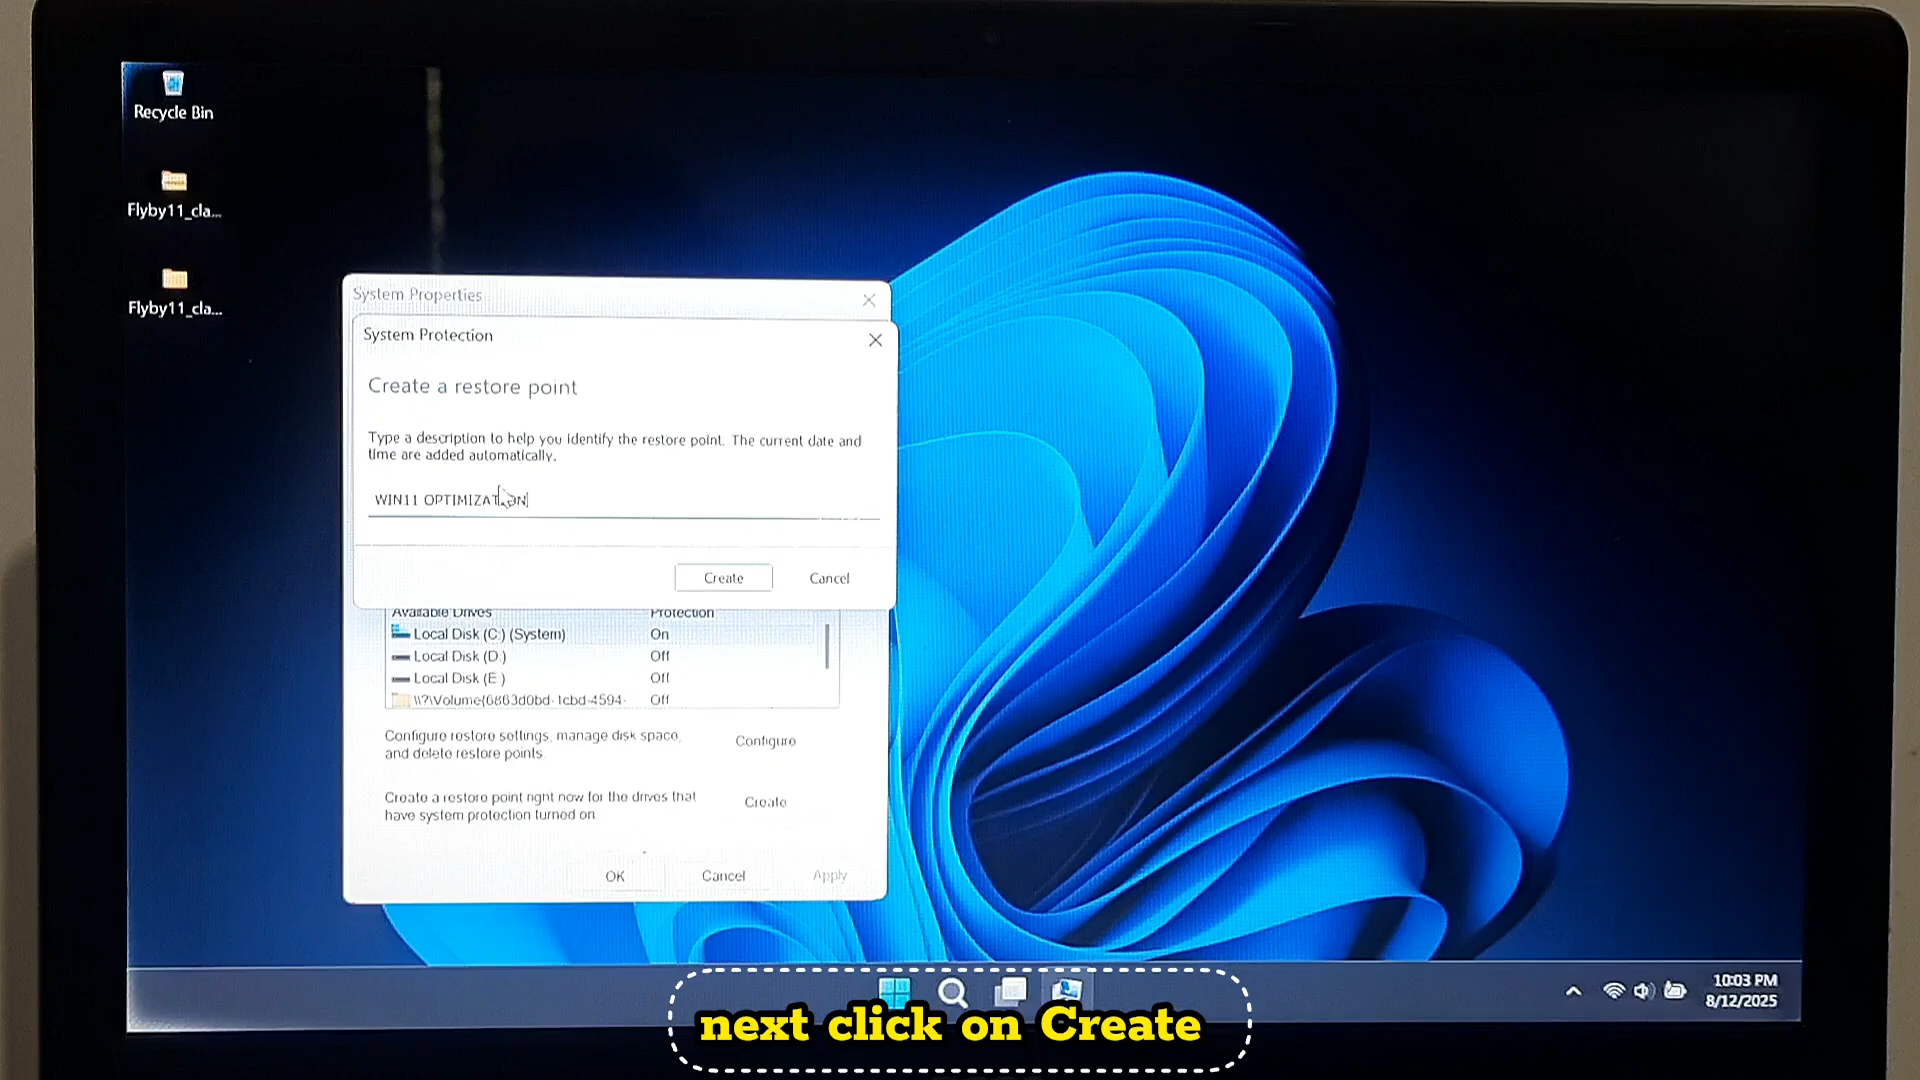 Recycle Bin
Flyby11_cla...
Flyby11_cla...
System Properties
System Protection
Create a restore point
Type a description to help you identify the restore point. The current date and
time are added automatically.
WIN11 OPTIMIZATION
Create
Cancel
Available Drives
Protection
Local Disk (C:) (System)
On
Local Disk (D:)
Off
Local Disk (E:)
Off
\\?\Volume{6863d0bd-1cbd-4594-
Off
Configure restore settings, manage disk space,
and delete restore points.
Configure
Create a restore point right now for the drives that
have system protection turned on.
Create
OK
Cancel
Apply
10:03 PM
8/12/2025
next click on Create